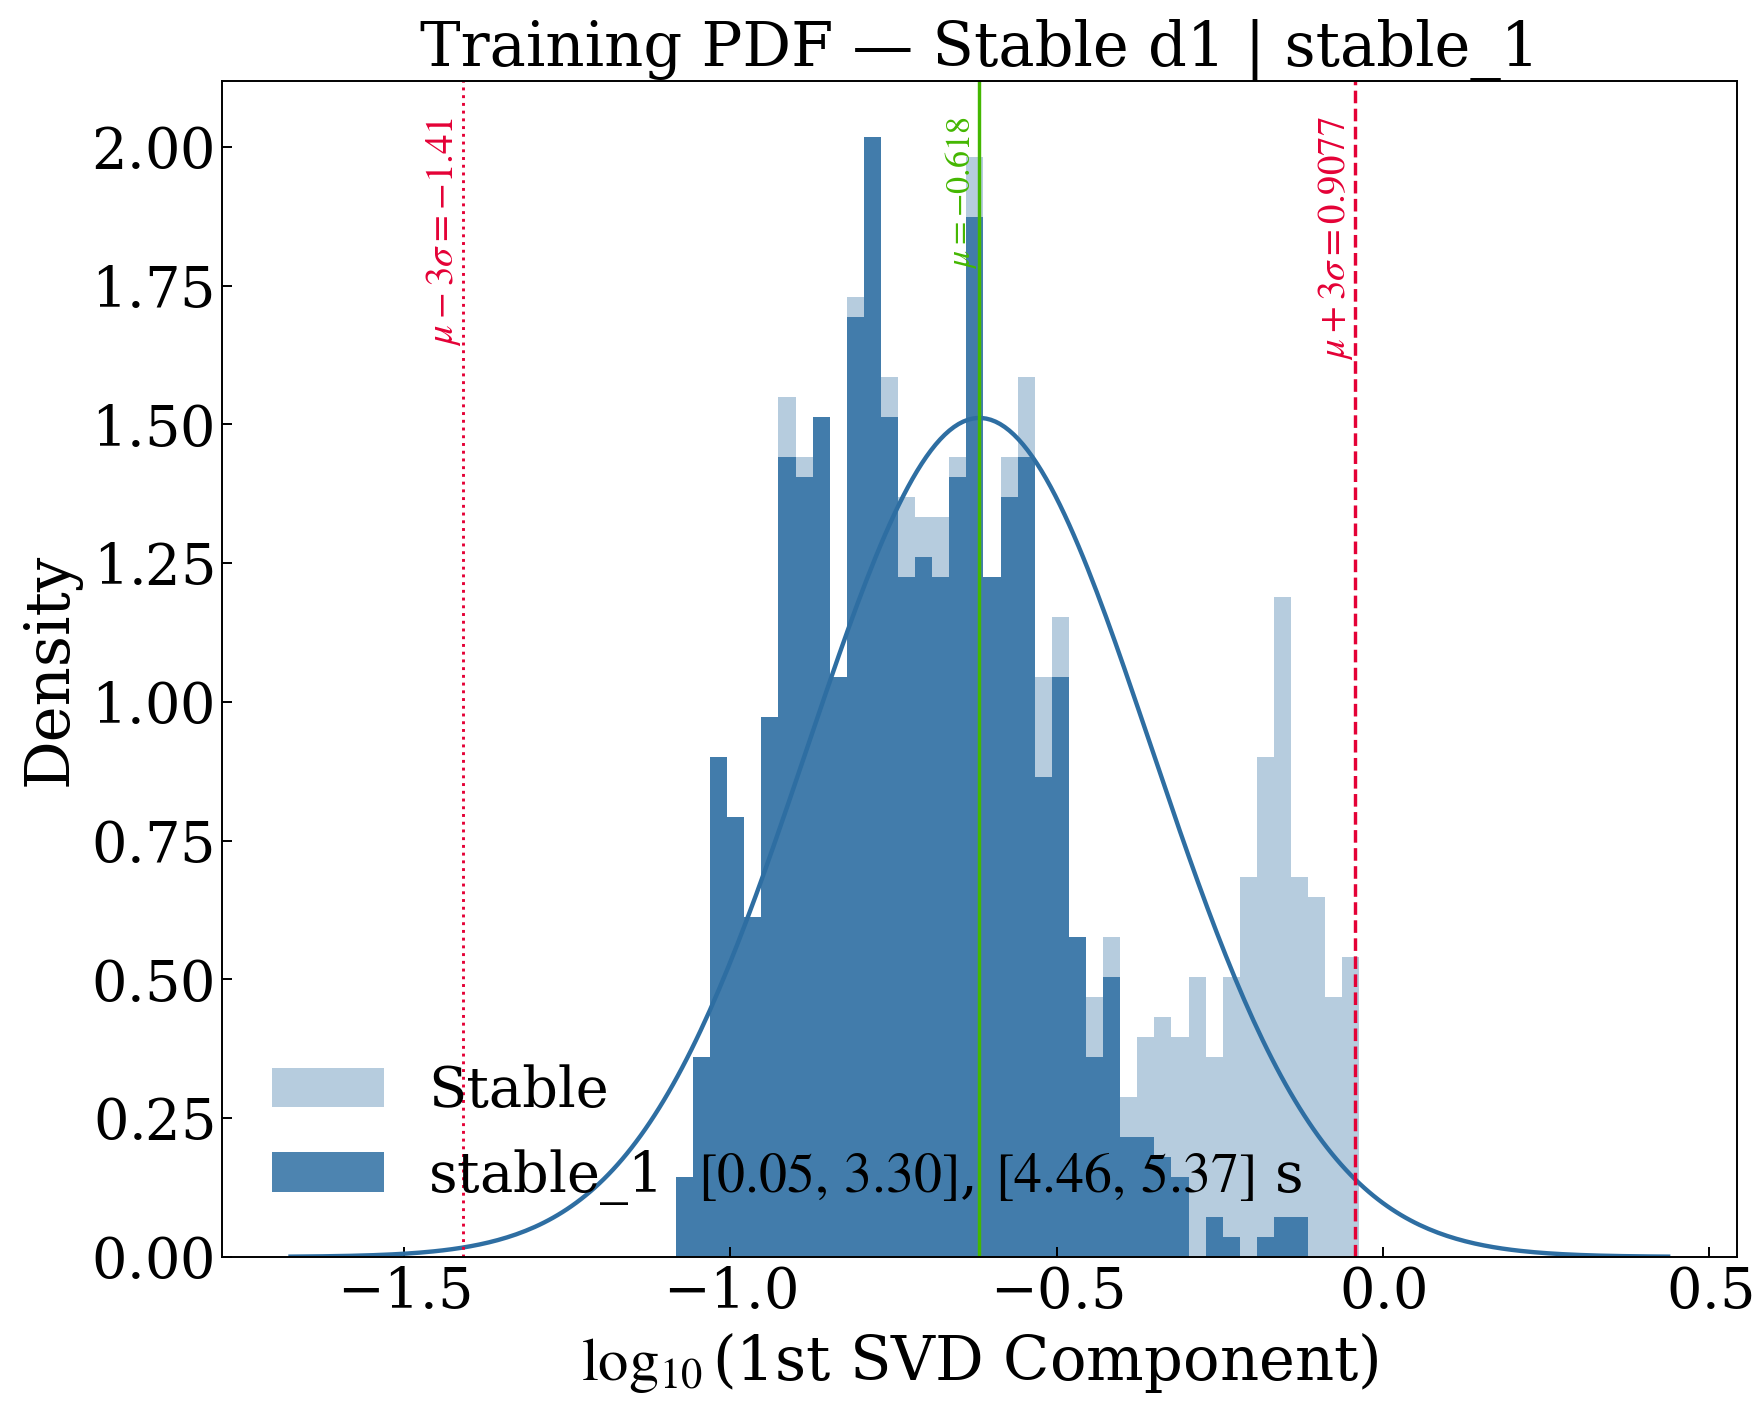 Training PDF — Stable d1 | stable_1
μ − 3σ=−1.41
μ=−0.618
μ + 3σ=0.9077
Density
2.00
1.75
1.50
1.25
1.00
0.75
0.50
0.25
0.00
Stable
stable_1 [0.05, 3.30], [4.46, 5.37] s
−1.5 −1.0 −0.5 0.0 0.5
log₁₀(1st SVD Component)